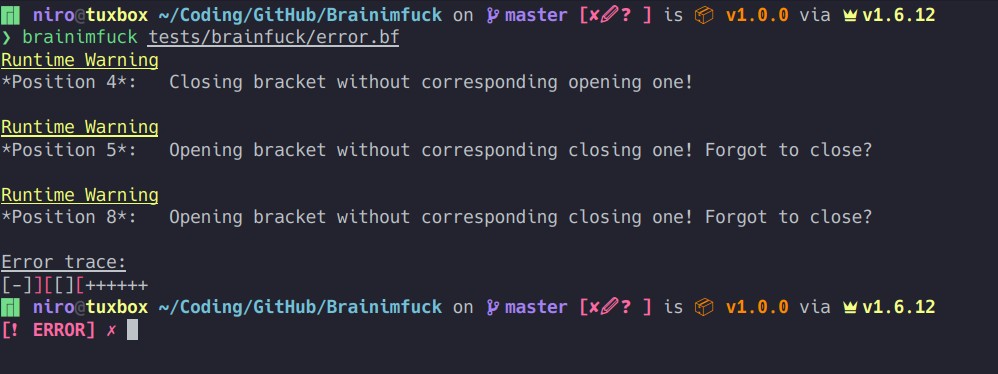 niro@tuxbox ~/Coding/GitHub/Brainimfuck on master [✘🖉? ] is 📦 v1.0.0 via 👑 v1.6.12
❯ brainimfuck tests/brainfuck/error.bf
Runtime Warning
*Position 4*:   Closing bracket without corresponding opening one!
Runtime Warning
*Position 5*:   Opening bracket without corresponding closing one! Forgot to close?
Runtime Warning
*Position 8*:   Opening bracket without corresponding closing one! Forgot to close?
Error trace:
[-]][[][++++++
niro@tuxbox ~/Coding/GitHub/Brainimfuck on master [✘🖉? ] is 📦 v1.0.0 via 👑 v1.6.12
[! ERROR] ✗